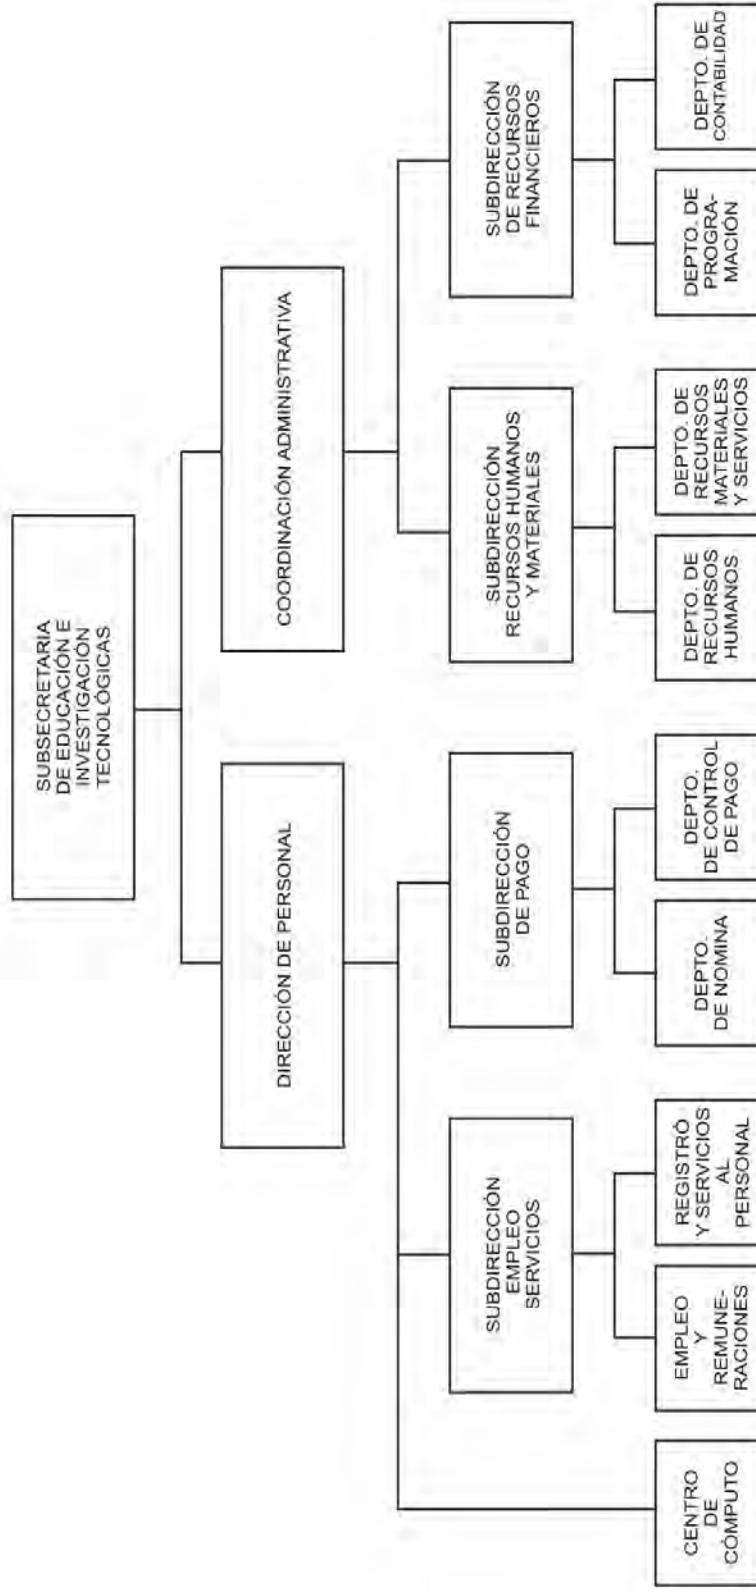 SUBSECRETARIA
DE EDUCACIÓN E
INVESTIGACIÓN
TECNOLÓGICAS
DIRECCIÓN DE PERSONAL
COORDINACIÓN ADMINISTRATIVA
SUBDIRECCIÓN
EMPLEO
SERVICIOS
SUBDIRECCIÓN
DE PAGO
SUBDIRECCIÓN
RECURSOS HUMANOS
Y MATERIALES
SUBDIRECCIÓN
DE RECURSOS
FINANCIEROS
CENTRO
DE
CÓMPUTO
EMPLEO
Y
REMUNE-
RACIONES
REGISTRÓ
Y SERVICIOS
AL
PERSONAL
DEPTO.
DE NOMINA
DEPTO.
DE CONTROL
DE PAGO
DEPTO. DE
RECURSOS
HUMANOS
DEPTO. DE
RECURSOS
MATERIALES
Y SERVICIOS
DEPTO. DE
PROGRA-
MACIÓN
DEPTO. DE
CONTABILIDAD